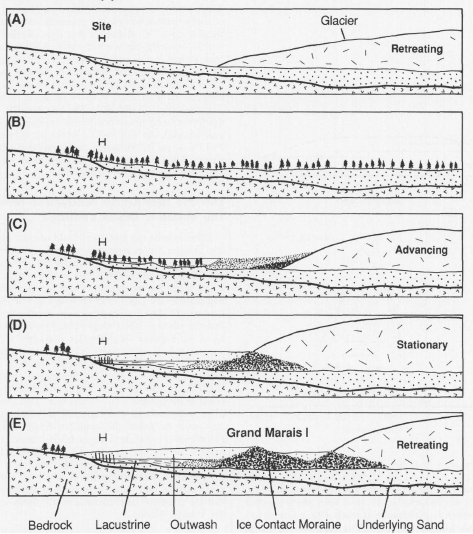 (A)
Site
H
Glacier
Retreating
(B)
H
(C)
H
Advancing
(D)
H
Stationary
(E)
H
Grand Marais I
Retreating
Bedrock Lacustrine Outwash Ice Contact Moraine Underlying Sand